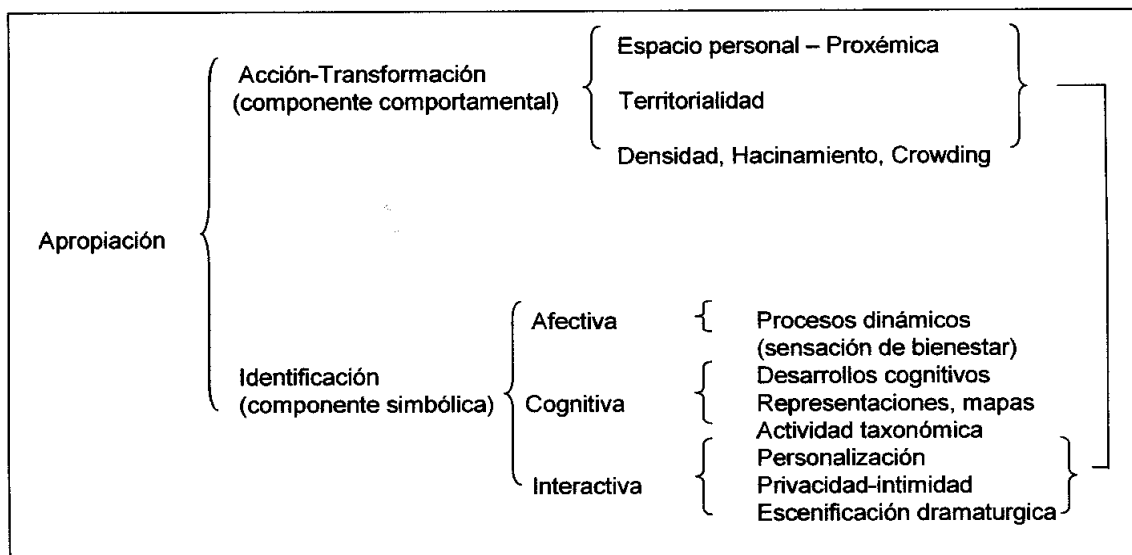 Espacio personal – Proxémica
Acción-Transformación
(componente comportamental)
Territorialidad
Densidad, Hacinamiento, Crowding
Apropiación
Afectiva
Procesos dinámicos
(sensación de bienestar)
Identificación
(componente simbólica)
Desarrollos cognitivos
Cognitiva
Representaciones, mapas
Actividad taxonómica
Personalización
Interactiva
Privacidad-intimidad
Escenificación dramaturgica